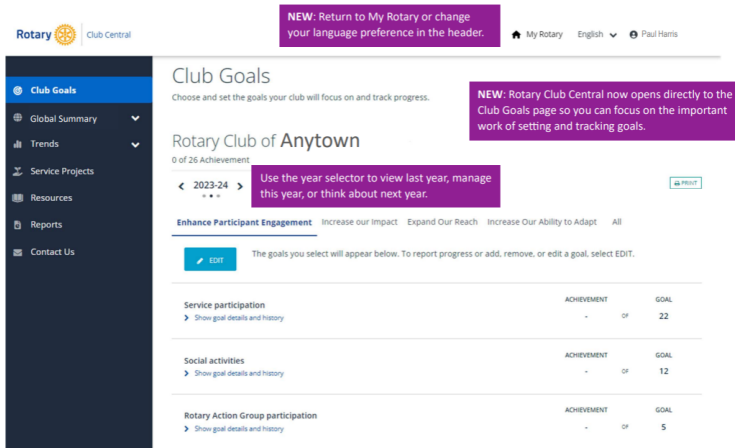 Rotary
Club Central
NEW: Return to My Rotary or change
your language preference in the header.
My Rotary English Paul Harris
Club Goals
Global Summary
Trends
Service Projects
Resources
Reports
Contact Us
Club Goals
Choose and set the goals your club will focus on and track progress.
NEW: Rotary Club Central now opens directly to the
Club Goals page so you can focus on the important
work of setting and tracking goals.
Rotary Club of Anytown
0 of 26 Achievement
2023-24
Use the year selector to view last year, manage
this year, or think about next year.
PRINT
Enhance Participant Engagement Increase our Impact Expand Our Reach Increase Our Ability to Adapt All
EDIT
The goals you select will appear below. To report progress or add, remove, or edit a goal, select EDIT.
Service participation
Show goal details and history
ACHIEVEMENT GOAL
- OF 22
Social activities
Show goal details and history
ACHIEVEMENT GOAL
- OF 12
Rotary Action Group participation
Show goal details and history
ACHIEVEMENT GOAL
- OF 5